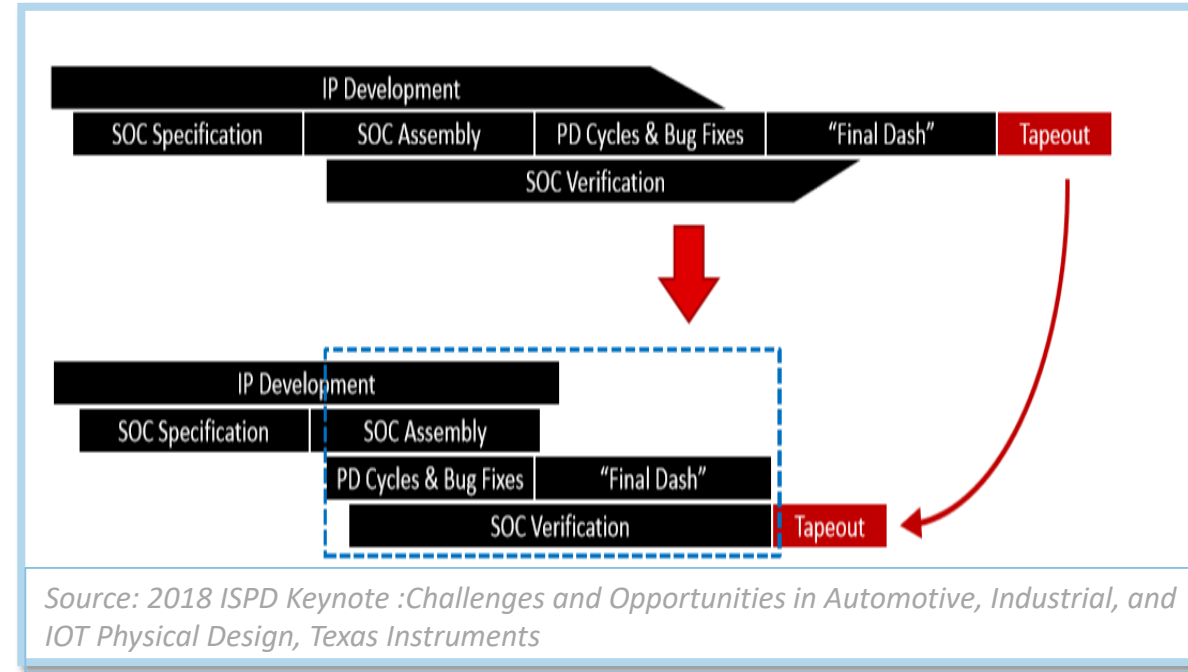 IP Development
SOC Specification
SOC Assembly
PD Cycles & Bug Fixes
“Final Dash”
Tapeout
SOC Verification
IP Development
SOC Specification
SOC Assembly
PD Cycles & Bug Fixes
“Final Dash”
SOC Verification
Tapeout
Source: 2018 ISPD Keynote :Challenges and Opportunities in Automotive, Industrial, and
IOT Physical Design, Texas Instruments